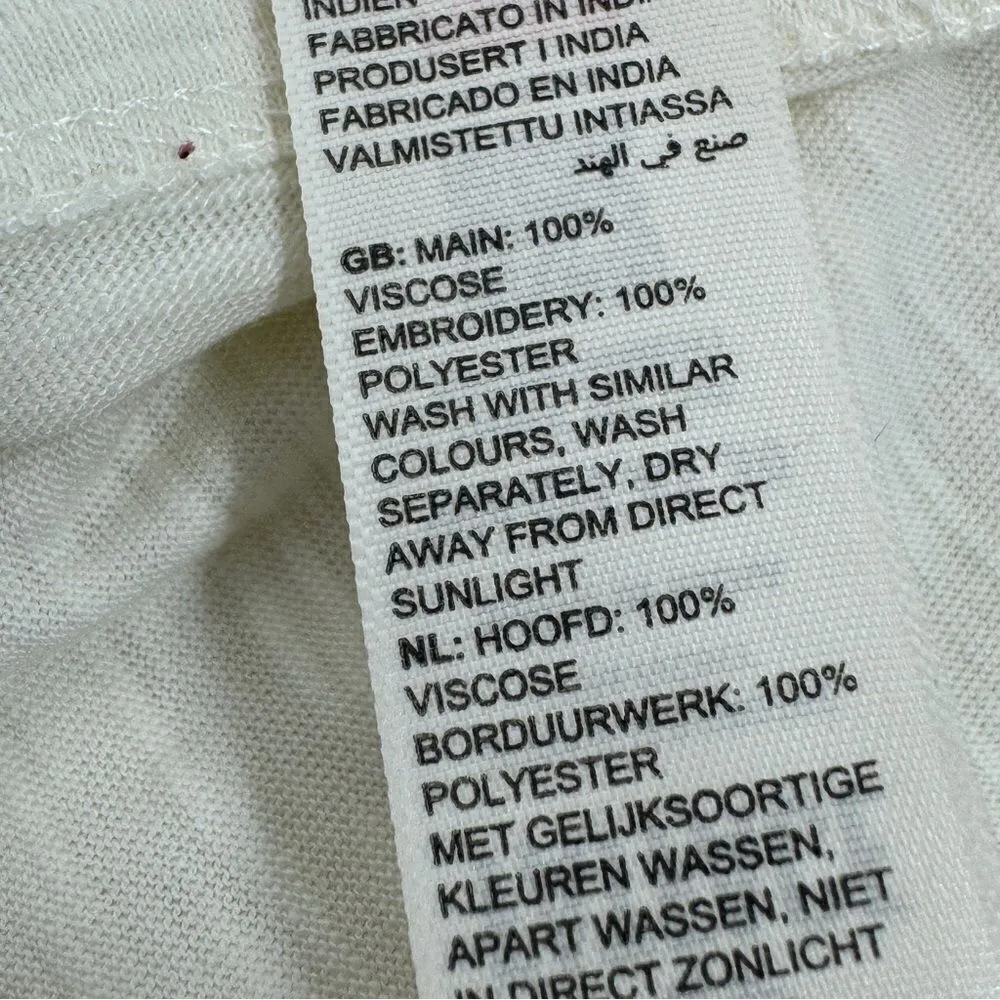 INDIEN
FABBRICATO IN INDIA
PRODUSERT I INDIA
FABRICADO EN INDIA
VALMISTETTU INTIASSA
صنع في الهند
GB: MAIN: 100%
VISCOSE
EMBROIDERY: 100%
POLYESTER
WASH WITH SIMILAR
COLOURS, WASH
SEPARATELY, DRY
AWAY FROM DIRECT
SUNLIGHT
NL: HOOFD: 100%
VISCOSE
BORDUURWERK: 100%
POLYESTER
MET GELIJKSOORTIGE
KLEUREN WASSEN,
APART WASSEN, NIET
IN DIRECT ZONLICHT